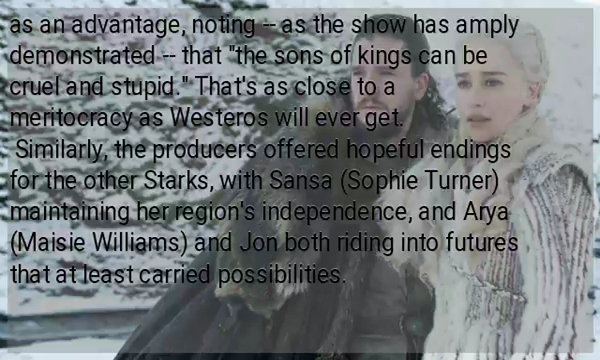 as an advantage, noting -- as the show has amply
demonstrated -- that "the sons of kings can be
cruel and stupid." That's as close to a
meritocracy as Westeros will ever get.
Similarly, the producers offered hopeful endings
for the other Starks, with Sansa (Sophie Turner)
maintaining her region's independence, and Arya
(Maisie Williams) and Jon both riding into futures
that at least carried possibilities.